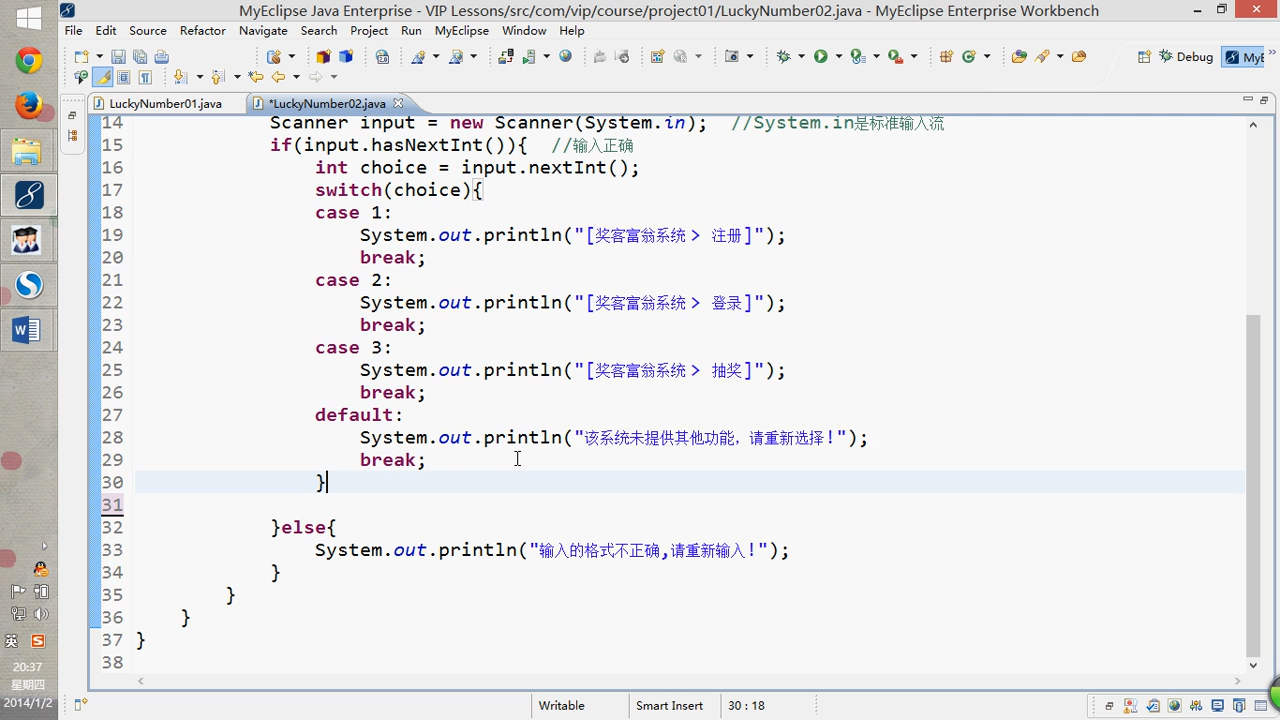 MyEclipse Java Enterprise - VIP Lessons/src/com/vip/course/project01/LuckyNumber02.java - MyEclipse Enterprise Workbench
File Edit Source Refactor Navigate Search Project Run MyEclipse Window Help
Debug MyE
LuckyNumber01.java *LuckyNumber02.java
14 Scanner input = new Scanner(System.in); //System.in是标准输入流
15 if(input.hasNextInt()){ //输入正确
16 int choice = input.nextInt();
17 switch(choice){
18 case 1:
19 System.out.println("[奖客富翁系统 > 注册]");
20 break;
21 case 2:
22 System.out.println("[奖客富翁系统 > 登录]");
23 break;
24 case 3:
25 System.out.println("[奖客富翁系统 > 抽奖]");
26 break;
27 default:
28 System.out.println("该系统未提供其他功能，请重新选择!");
29 break;
30 }
31
32 }else{
33 System.out.println("输入的格式不正确,请重新输入!");
34 }
35 }
36 }
37 }
38
英
20:37
星期四
2014/1/2
Writable Smart Insert 30 : 18